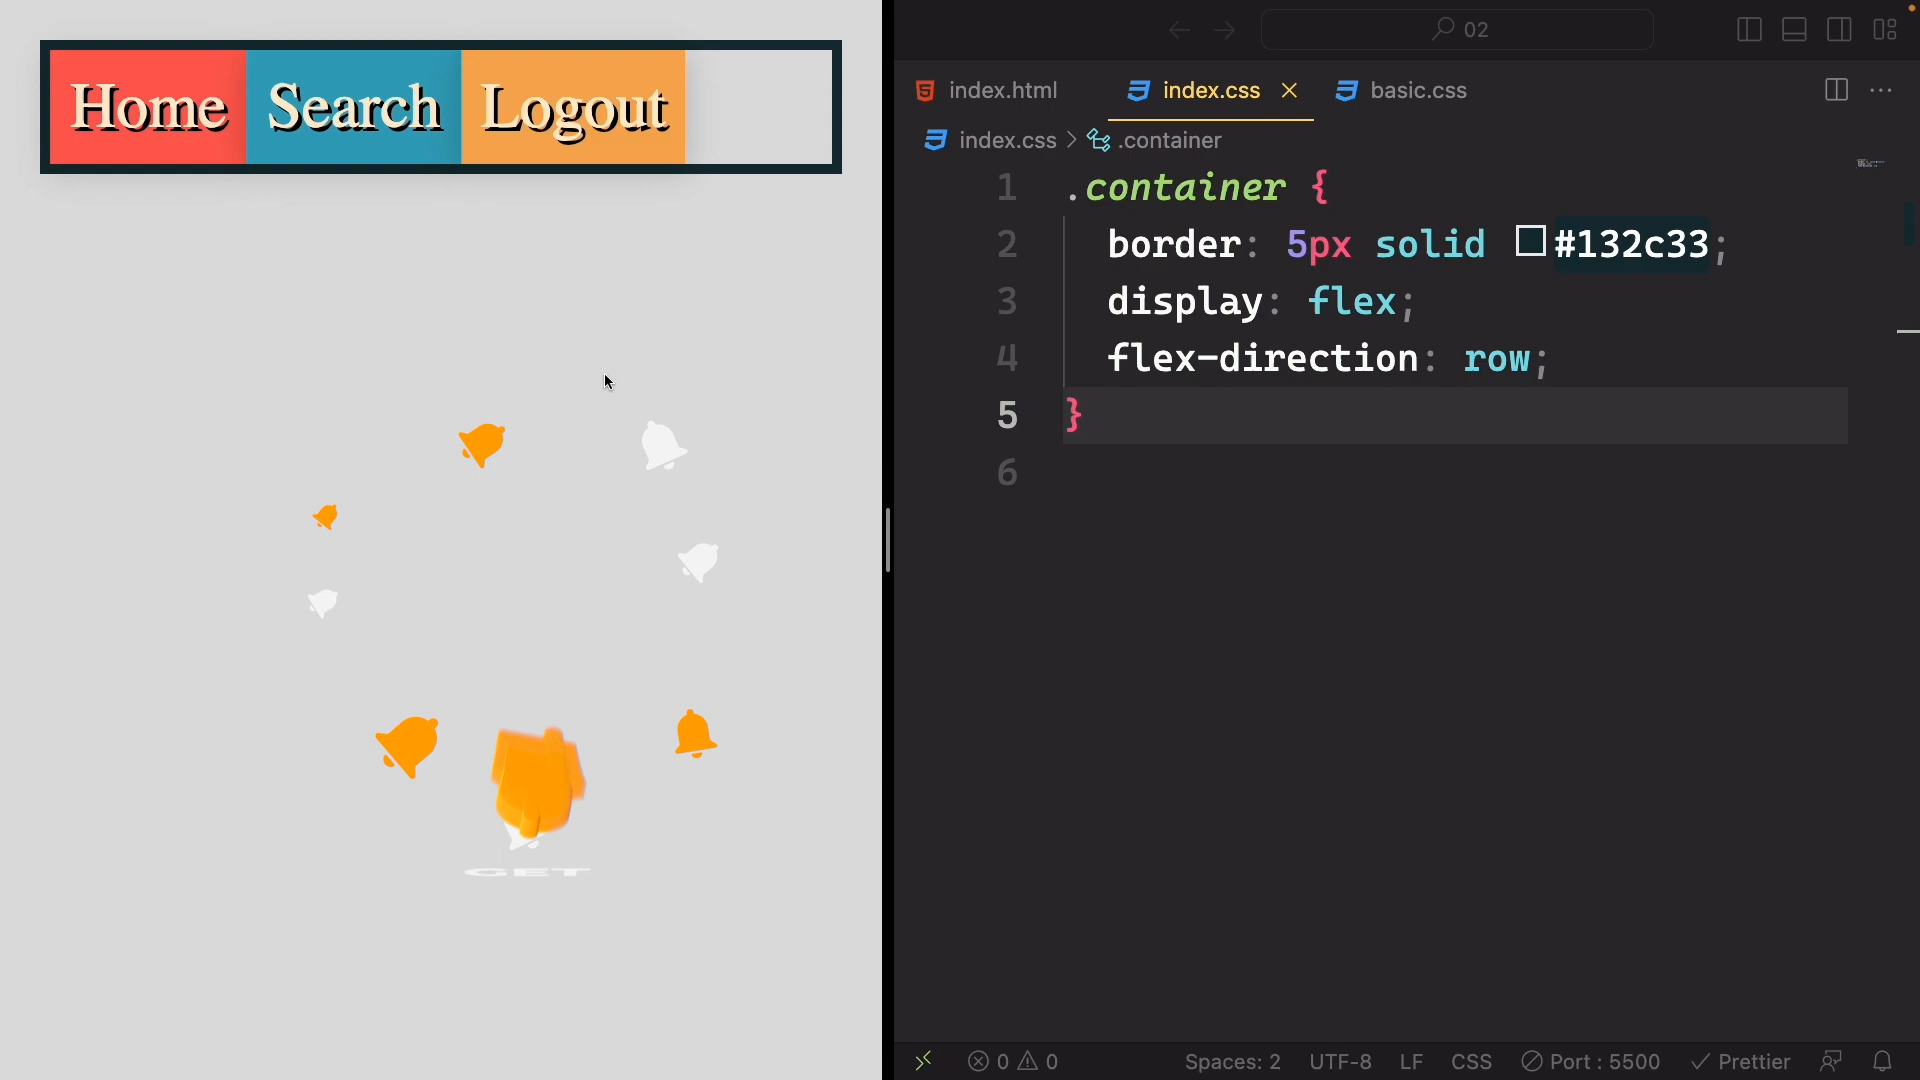 Home Search Logout
GET
02
index.html index.css basic.css
index.css > .container
1 .container {
2 border: 5px solid #132c33;
3 display: flex;
4 flex-direction: row;
5 }
6
0 0 Spaces: 2 UTF-8 LF CSS Port : 5500 Prettier